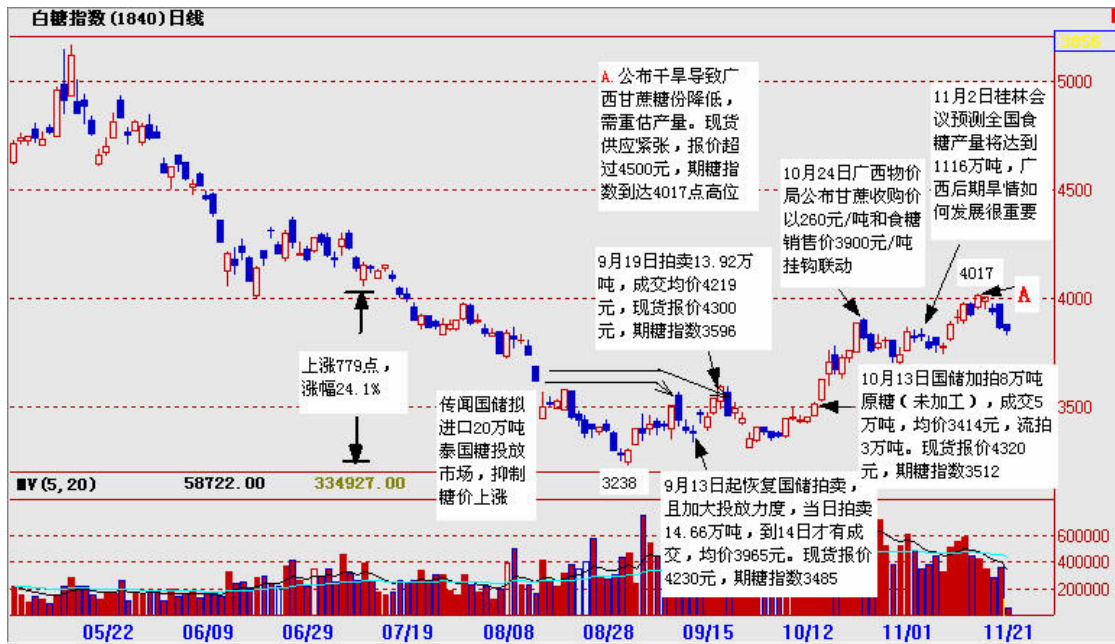 白糖指数(1840)日线
3856
5000
4500
4000
3500
A.公布干旱导致广
西甘蔗糖份降低，
需重估产量。现货
供应紧张，报价超
过4500元，期糖指
数到达4017点高位
11月2日桂林会
议预测全国食
糖产量将达到
1116万吨，广
西后期旱情如
何发展很重要
10月24日广西物价
局公布甘蔗收购价
以260元/吨和食糖
销售价3900元/吨
挂钩联动
9月19日拍卖13.92万
吨，成交均价4219
元，现货报价4300
元，期糖指数3596
4017
A
上涨779点，
涨幅24.1%
传闻国储拟
进口20万吨
泰国糖投放
市场，抑制
糖价上涨
10月13日国储加拍8万吨
原糖（未加工），成交5
万吨，均价3414元，流拍
3万吨。现货报价4320
元，期糖指数3512
3238
9月13日起恢复国储拍卖，
且加大投放力度，当日拍卖
14.66万吨，到14日才有成
交，均价3965元。现货报价
4230元，期糖指数3485
MV(5,20) 58722.00 334927.00
600000
400000
200000
05/22 06/09 06/29 07/19 08/08 08/28 09/15 10/12 11/01 11/21